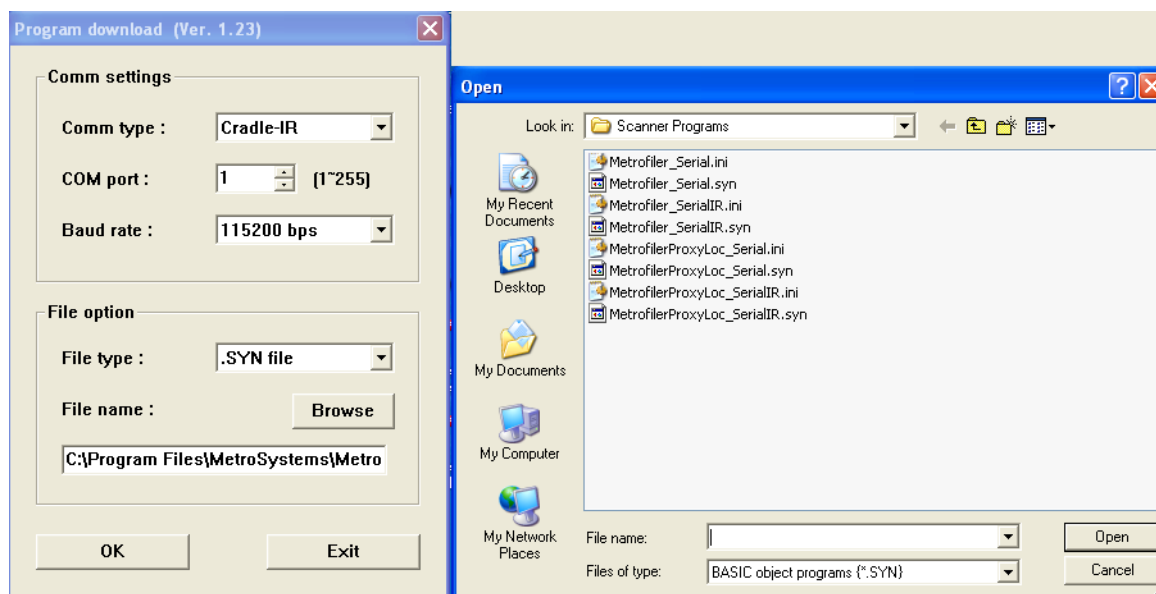 Program download (Ver. 1.23)
Comm settings
Comm type :
Cradle-IR
COM port :
1
(1~255)
Baud rate :
115200 bps
File option
File type :
.SYN file
File name :
Browse
C:\Program Files\MetroSystems\Metro
OK
Exit
Open
Look in:
Scanner Programs
My Recent
Documents
Desktop
My Documents
My Computer
My Network
Places
Metrofiler_Serial.ini
Metrofiler_Serial.syn
Metrofiler_SerialIR.ini
Metrofiler_SerialIR.syn
MetrofilerProxyLoc_Serial.ini
MetrofilerProxyLoc_Serial.syn
MetrofilerProxyLoc_SerialIR.ini
MetrofilerProxyLoc_SerialIR.syn
File name:
Open
Files of type:
BASIC object programs {*.SYN}
Cancel